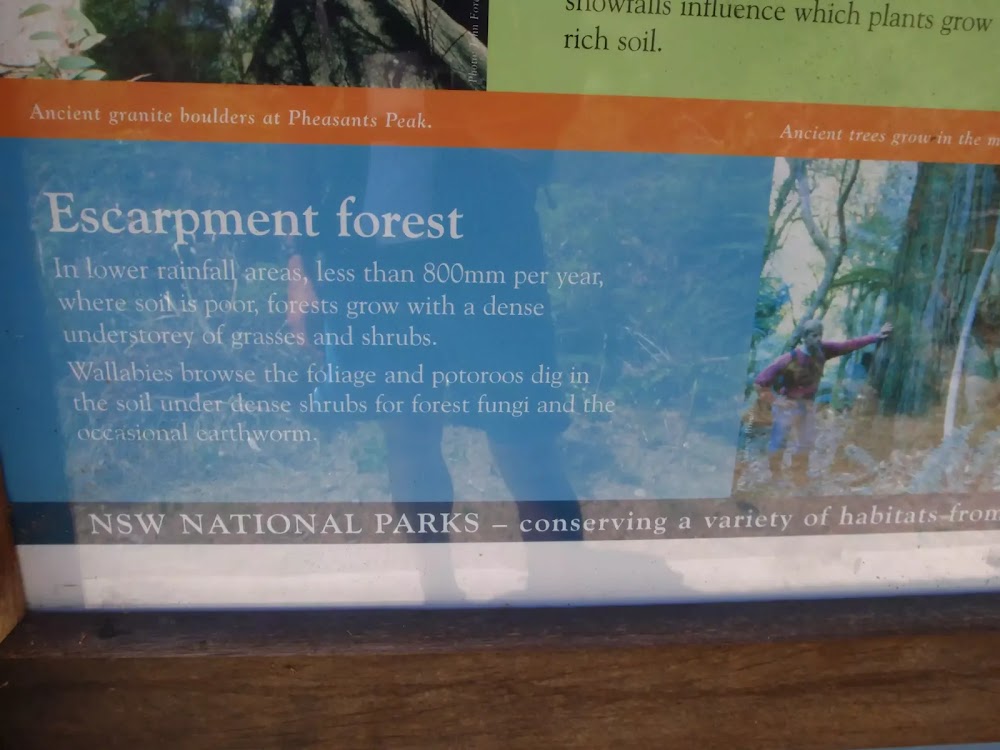 snowfalls influence which plants grow
rich soil.
Ancient granite boulders at Pheasants Peak.
Ancient trees grow in the
Escarpment forest
In lower rainfall areas, less than 800mm per year,
where soil is poor, forests grow with a dense
understorey of grasses and shrubs.
Wallabies browse the foliage and potoroos dig in
the soil under dense shrubs for forest fungi and the
occasional earthworm.
NSW NATIONAL PARKS – conserving a variety of habitats from